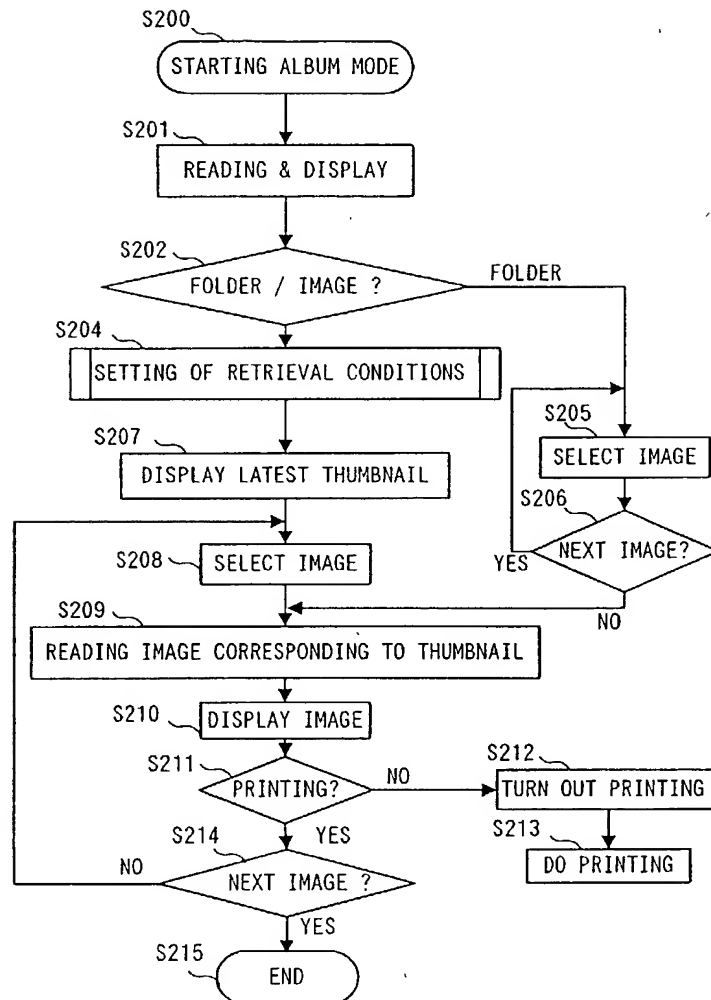 S200
STARTING ALBUM MODE
S201
READING & DISPLAY
S202
FOLDER / IMAGE ?
FOLDER
S204
SETTING OF RETRIEVAL CONDITIONS
S205
SELECT IMAGE
S207
DISPLAY LATEST THUMBNAIL
S206
NEXT IMAGE?
YES
NO
S208
SELECT IMAGE
S209
READING IMAGE CORRESPONDING TO THUMBNAIL
S210
DISPLAY IMAGE
S211
PRINTING?
NO
S212
TURN OUT PRINTING
YES
S213
DO PRINTING
S214
NEXT IMAGE ?
NO
YES
S215
END